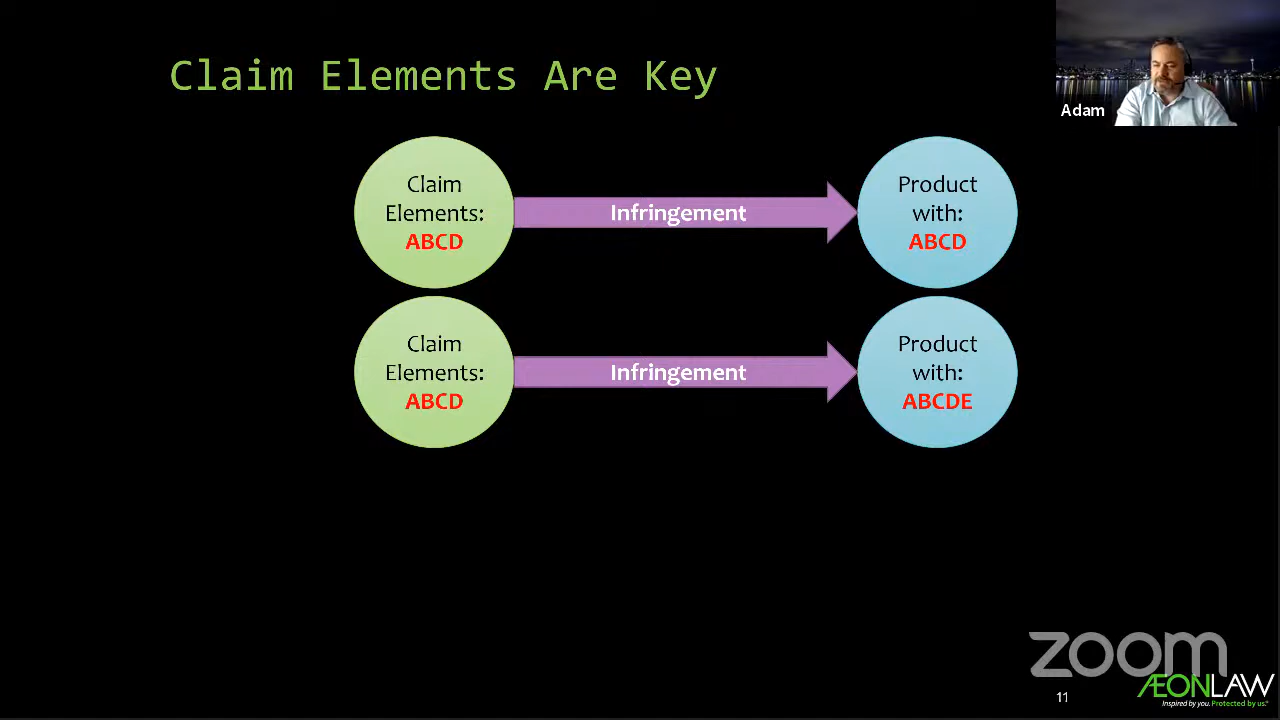 Claim Elements Are Key
Adam
Claim
Elements:
ABCD
Infringement
Product
with:
ABCD
Claim
Elements:
ABCD
Infringement
Product
with:
ABCDE
zoom
11
ÆONLAW
Inspired by you. Protected by us.®